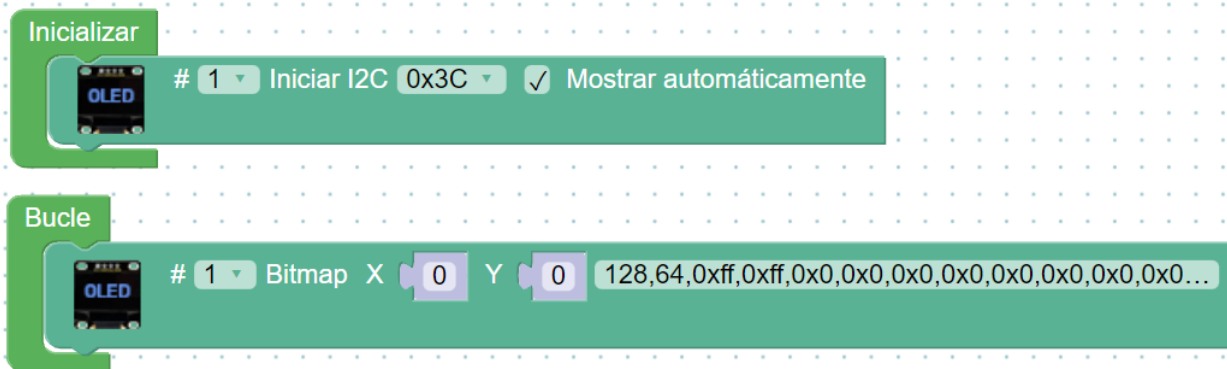 Inicializar
OLED # 1 Iniciar I2C 0x3C ✓ Mostrar automáticamente
Bucle
OLED # 1 Bitmap X 0 Y 0 128,64,0xff,0xff,0x0,0x0,0x0,0x0,0x0,0x0,0x0,0x0...